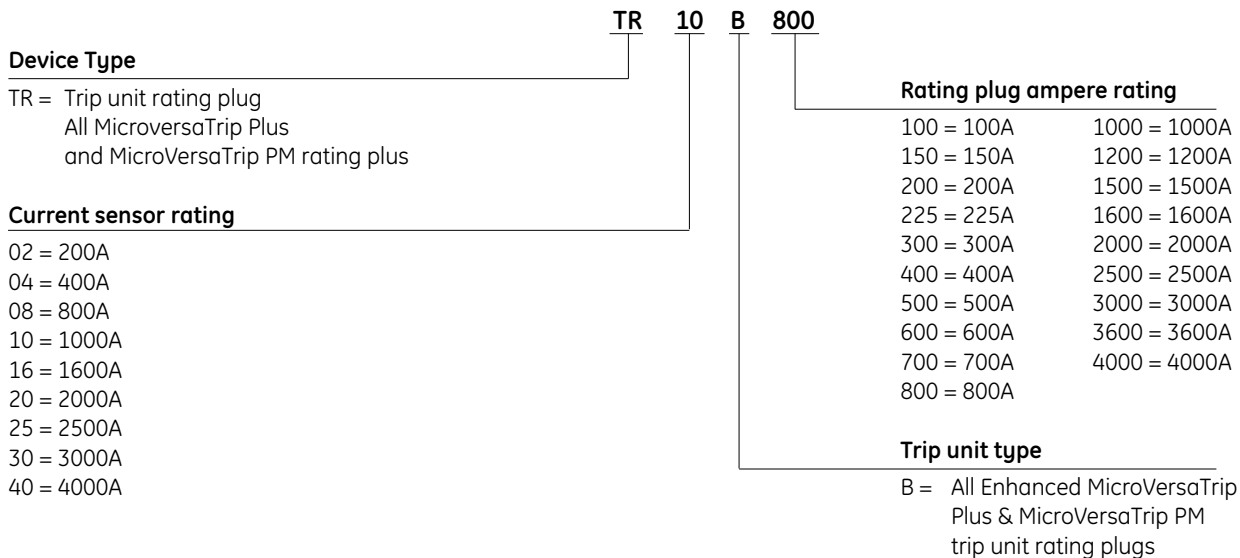 TR 10 B 800
Device Type
TR = Trip unit rating plug
All MicroversaTrip Plus
and MicroVersaTrip PM rating plus
Current sensor rating
02 = 200A
04 = 400A
08 = 800A
10 = 1000A
16 = 1600A
20 = 2000A
25 = 2500A
30 = 3000A
40 = 4000A
Rating plug ampere rating
100 = 100A 1000 = 1000A
150 = 150A 1200 = 1200A
200 = 200A 1500 = 1500A
225 = 225A 1600 = 1600A
300 = 300A 2000 = 2000A
400 = 400A 2500 = 2500A
500 = 500A 3000 = 3000A
600 = 600A 3600 = 3600A
700 = 700A 4000 = 4000A
800 = 800A
Trip unit type
B = All Enhanced MicroVersaTrip
Plus & MicroVersaTrip PM
trip unit rating plugs